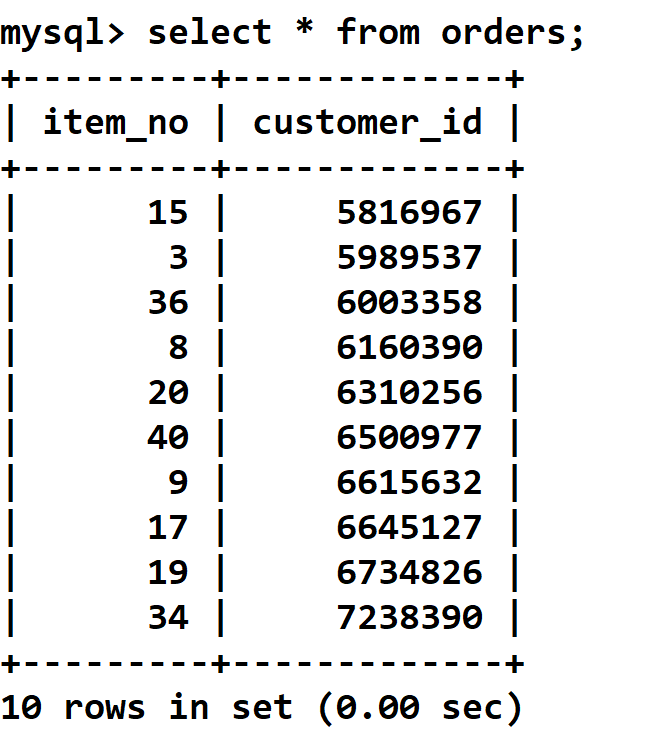 mysql> select * from orders;
+---------+-------------+
| item_no | customer_id |
+---------+-------------+
|      15 |     5816967 |
|       3 |     5989537 |
|      36 |     6003358 |
|       8 |     6160390 |
|      20 |     6310256 |
|      40 |     6500977 |
|       9 |     6615632 |
|      17 |     6645127 |
|      19 |     6734826 |
|      34 |     7238390 |
+---------+-------------+
10 rows in set (0.00 sec)